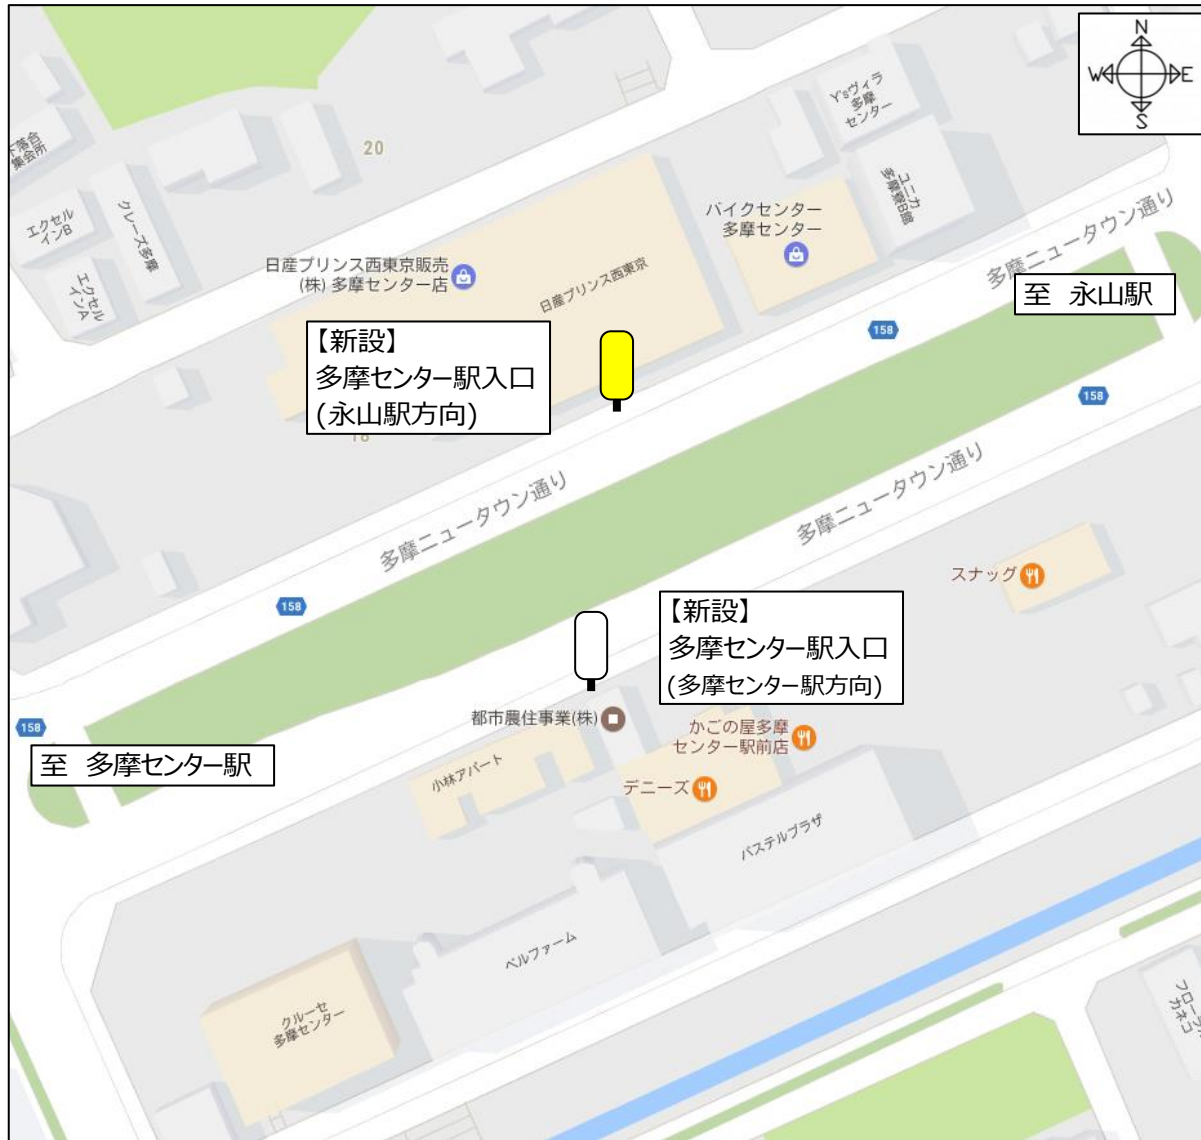 N
W
E
S
Y'sヴィラ
多摩
センター
下落合
集会所
20
ユニカ
多摩寮B館
バイクセンター
多摩センター
エクセル
インB
クレーズ多摩
多摩ニュータウン通り
日産プリンス西東京販売
(株) 多摩センター店
日産プリンス西東京
エクセル
インA
至 永山駅
158
【新設】
多摩センター駅入口
(永山駅方向)
18
158
多摩ニュータウン通り
多摩ニュータウン通り
スナッグ
158
【新設】
多摩センター駅入口
(多摩センター駅方向)
都市農住事業(株)
158
かごの屋多摩
センター駅前店
至 多摩センター駅
小林アパート
デニーズ
パステルプラザ
ベルファーム
クルーセ
多摩センター
カネコ